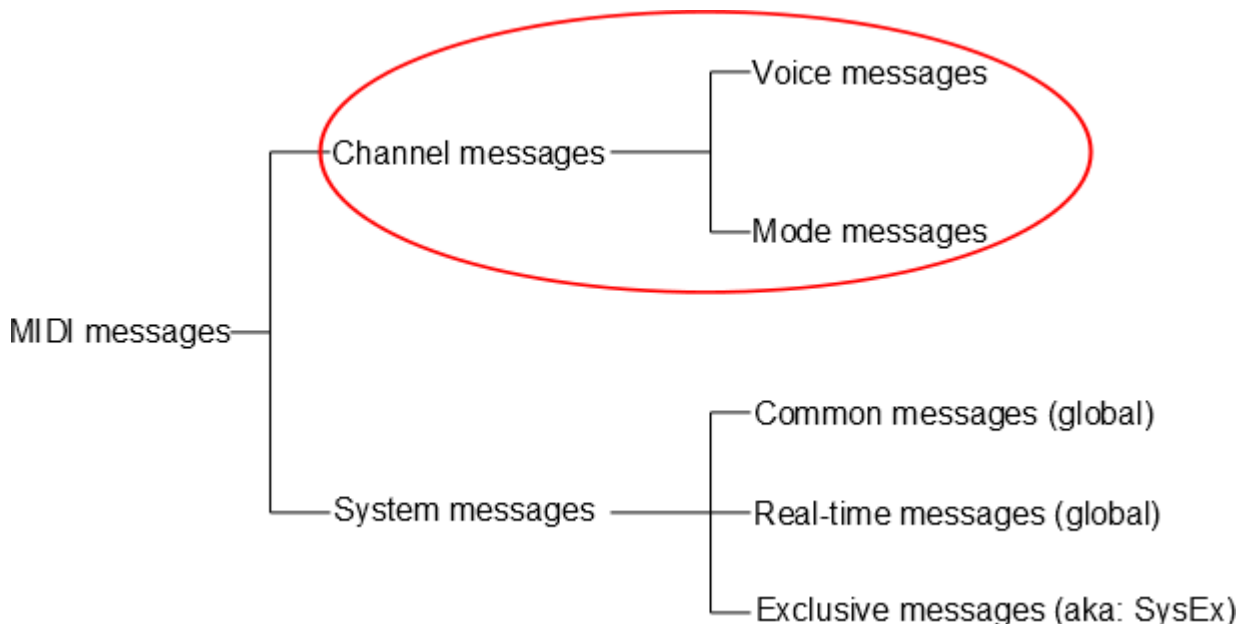 Voice messages
Channel messages
Mode messages
MIDI messages
Common messages (global)
System messages
Real-time messages (global)
Exclusive messages (aka: SysEx)